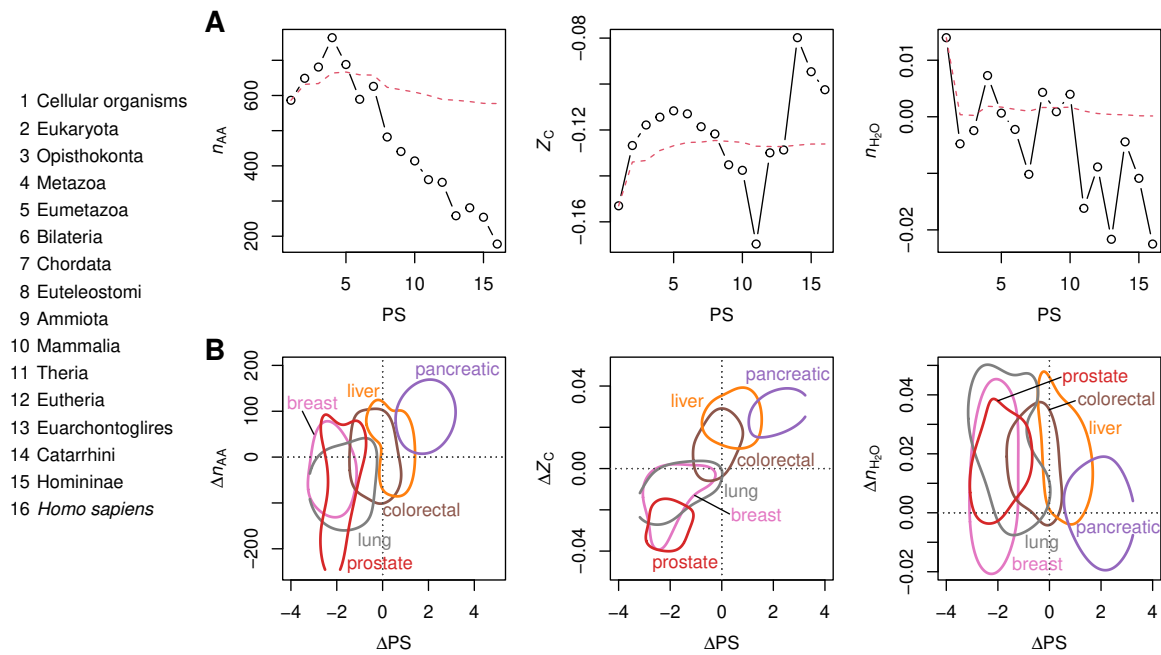 1 Cellular organisms
2 Eukaryota
3 Opisthokonta
4 Metazoa
5 Eumetazoa
6 Bilateria
7 Chordata
8 Euteleostomi
9 Ammiota
10 Mammalia
11 Theria
12 Eutheria
13 Euarchontoglires
14 Catarrhini
15 Homininae
16 Homo sapiens
A
nAA
200 400 600
5 10 15
PS
ZC
−0.16 −0.12 −0.08
5 10 15
PS
nH2O
−0.02 0.00 0.01
5 10 15
PS
B
ΔnAA
−200 0 100 200
breast
liver
pancreatic
colorectal
lung
prostate
−4 −2 0 2 4
ΔPS
ΔZC
−0.04 0.00 0.04
liver
pancreatic
colorectal
lung
breast
prostate
−4 −2 0 2 4
ΔPS
ΔnH2O
−0.02 0.00 0.02 0.04
prostate
colorectal
liver
pancreatic
lung
breast
−4 −2 0 2 4
ΔPS